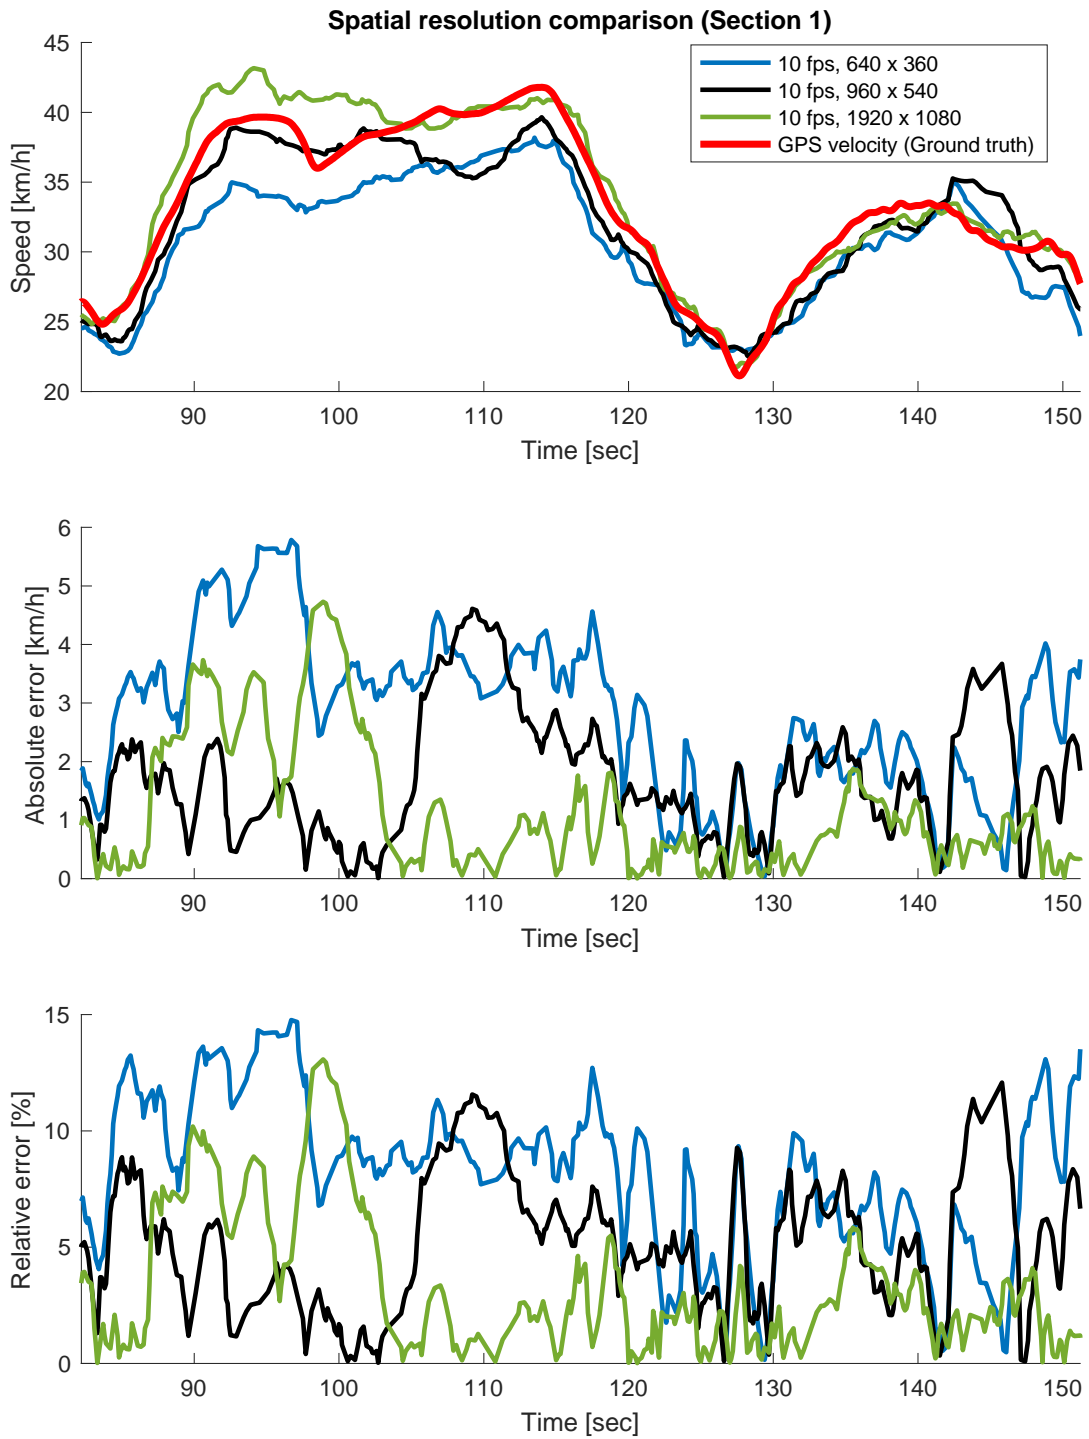 Spatial resolution comparison (Section 1)
45
40
35
30
25
20
Speed [km/h]
10 fps, 640 x 360
10 fps, 960 x 540
10 fps, 1920 x 1080
GPS velocity (Ground truth)
90 100 110 120 130 140 150
Time [sec]
6
5
4
3
2
1
0
Absolute error [km/h]
90 100 110 120 130 140 150
Time [sec]
15
10
5
0
Relative error [%]
90 100 110 120 130 140 150
Time [sec]